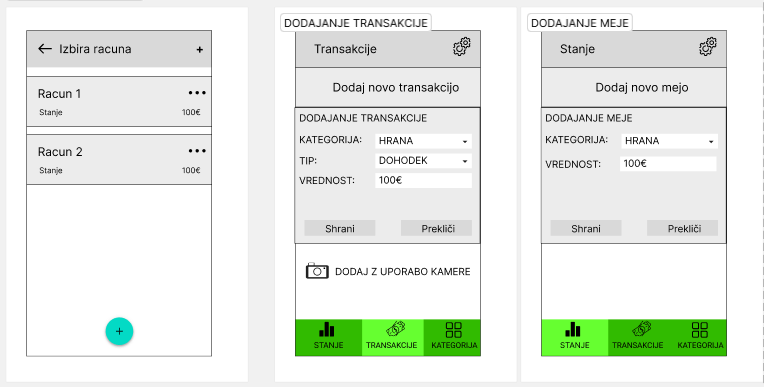 Izbira racuna
+
Racun 1
Stanje 100€
Racun 2
Stanje 100€
+
DODAJANJE TRANSAKCIJE
Transakcije
Dodaj novo transakcijo
DODAJANJE TRANSAKCIJE
KATEGORIJA: HRANA
TIP: DOHODEK
VREDNOST: 100€
Shrani Prekliči
DODAJ Z UPORABO KAMERE
STANJE TRANSAKCIJE KATEGORIJA
DODAJANJE MEJE
Stanje
Dodaj novo mejo
DODAJANJE MEJE
KATEGORIJA: HRANA
VREDNOST: 100€
Shrani Prekliči
STANJE TRANSAKCIJE KATEGORIJA